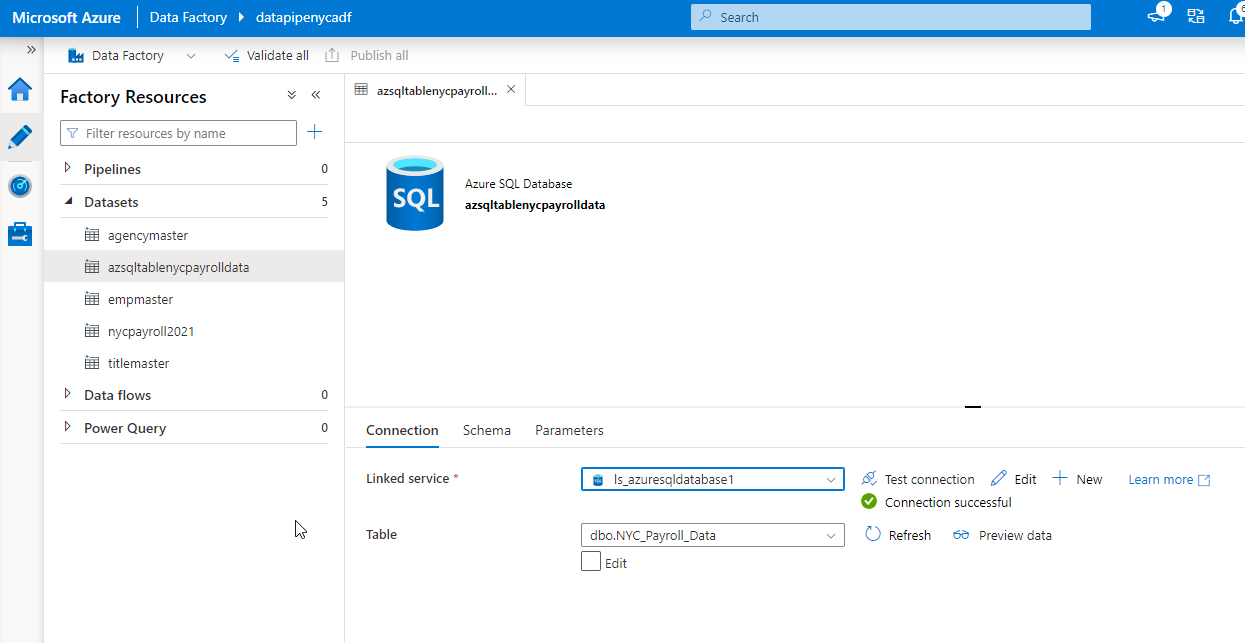 Microsoft Azure
Data Factory
datapipenycadf
Search
1
6
Data Factory
Validate all
Publish all
Factory Resources
Filter resources by name
Pipelines 0
Datasets 5
agencymaster
azsqltablenycpayrolldata
empmaster
nycpayroll2021
titlemaster
Data flows 0
Power Query 0
azsqltablenycpayroll...
SQL
Azure SQL Database
azsqltablenycpayrolldata
Connection Schema Parameters
Linked service * ls_azuresqldatabase1 Test connection Edit New Learn more
Connection successful
Table dbo.NYC_Payroll_Data Refresh Preview data
Edit